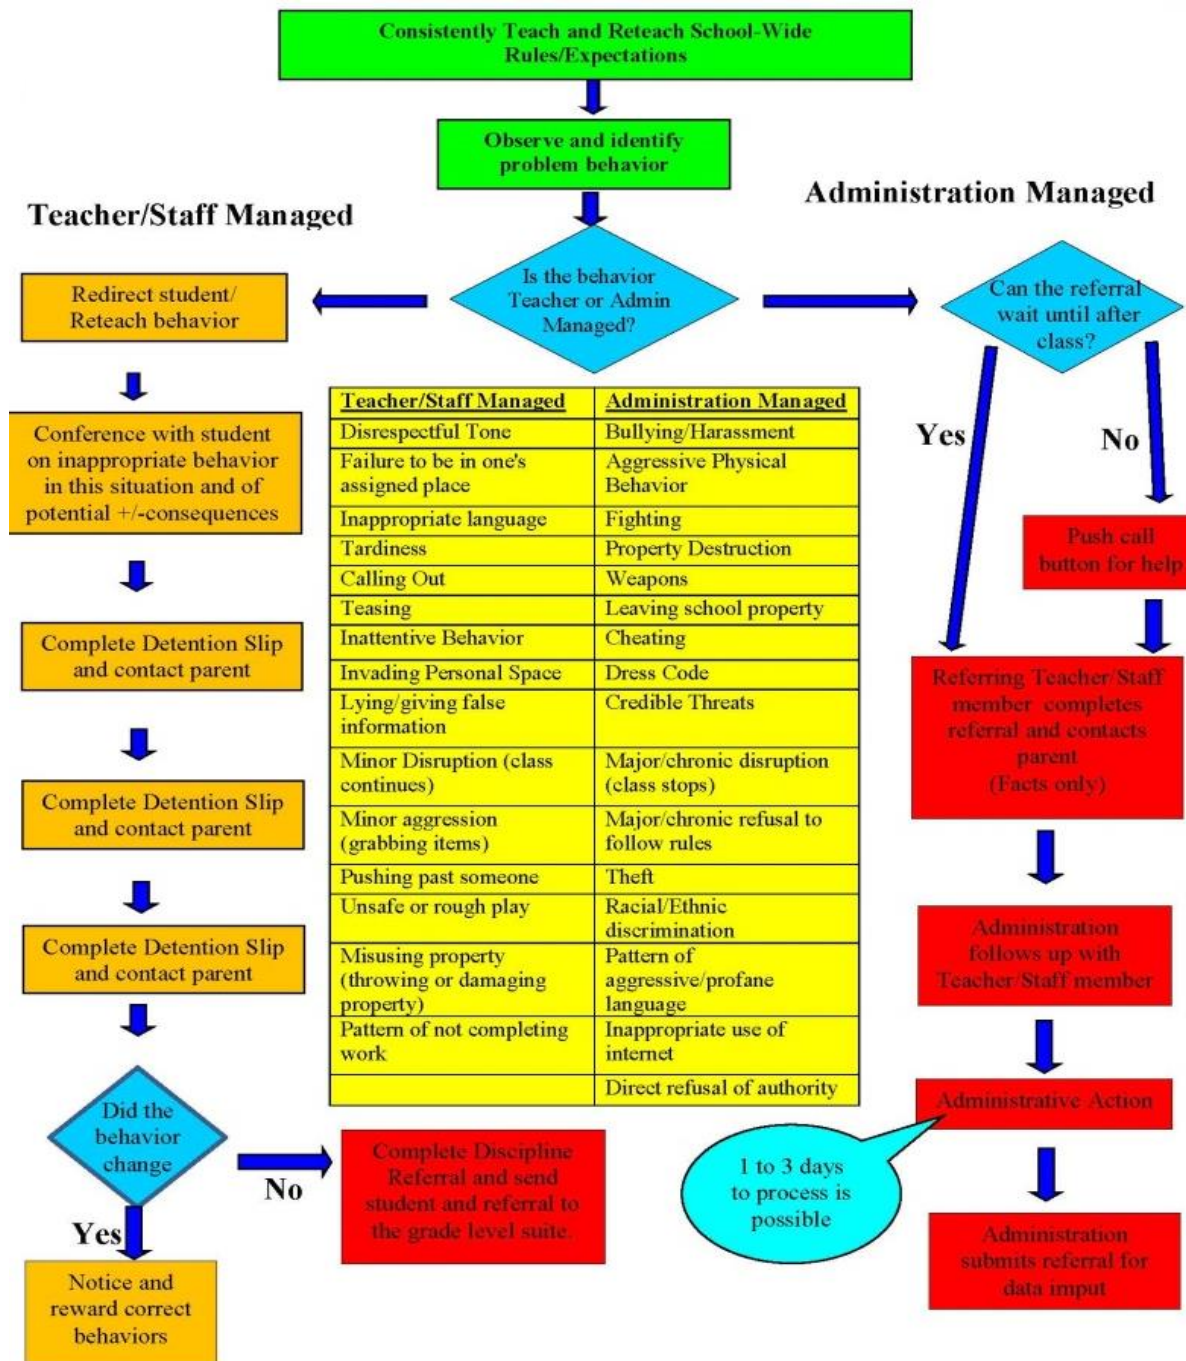 Consistently Teach and Reteach School-Wide
Rules/Expectations
Observe and identify
problem behavior
Teacher/Staff Managed
Administration Managed
Is the behavior
Teacher or Admin
Managed?
Redirect student/
Reteach behavior
Conference with student
on inappropriate behavior
in this situation and of
potential +/-consequences
Complete Detention Slip
and contact parent
Complete Detention Slip
and contact parent
Complete Detention Slip
and contact parent
Did the
behavior
change
No
Yes
Complete Discipline
Referral and send
student and referral to
the grade level suite.
Notice and
reward correct
behaviors
Teacher/Staff Managed
Administration Managed
Disrespectful Tone
Bullying/Harassment
Failure to be in one's
assigned place
Aggressive Physical
Behavior
Inappropriate language
Fighting
Tardiness
Property Destruction
Calling Out
Weapons
Teasing
Leaving school property
Inattentive Behavior
Cheating
Invading Personal Space
Dress Code
Lying/giving false
information
Credible Threats
Minor Disruption (class
continues)
Major/chronic disruption
(class stops)
Minor aggression
(grabbing items)
Major/chronic refusal to
follow rules
Pushing past someone
Theft
Unsafe or rough play
Racial/Ethnic
discrimination
Misusing property
(throwing or damaging
property)
Pattern of
aggressive/profane
language
Pattern of not completing
work
Inappropriate use of
internet
Direct refusal of authority
Can the referral
wait until after
class?
Yes
No
Push call
button for help
Referring Teacher/Staff
member completes
referral and contacts
parent
(Facts only)
Administration
follows up with
Teacher/Staff member
Administrative Action
1 to 3 days
to process is
possible
Administration
submits referral for
data imput